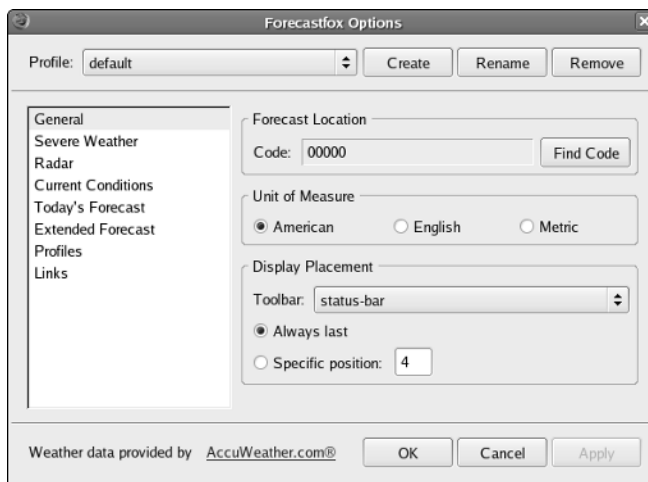 Forecastfox Options
Profile: default Create Rename Remove
General
Severe Weather
Radar
Current Conditions
Today's Forecast
Extended Forecast
Profiles
Links
Forecast Location
Code: 00000 Find Code
Unit of Measure
American English Metric
Display Placement
Toolbar: status-bar
Always last
Specific position: 4
Weather data provided by AccuWeather.com® OK Cancel Apply